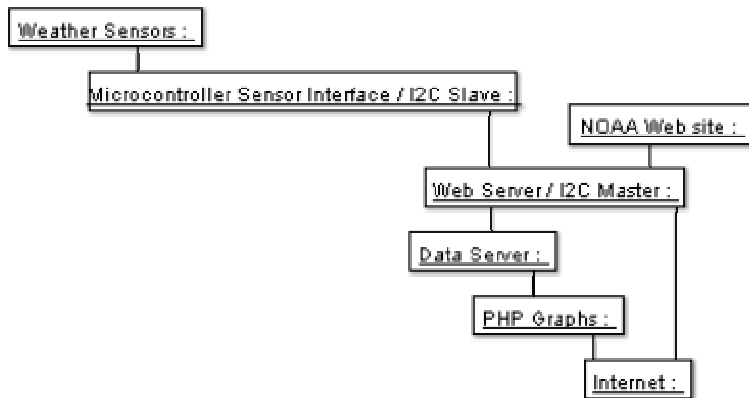 Weather Sensors :
Microcontroller Sensor Interface / I2C Slave :
NOAA Web site :
Web Server / I2C Master :
Data Server :
PHP Graphs :
Internet :